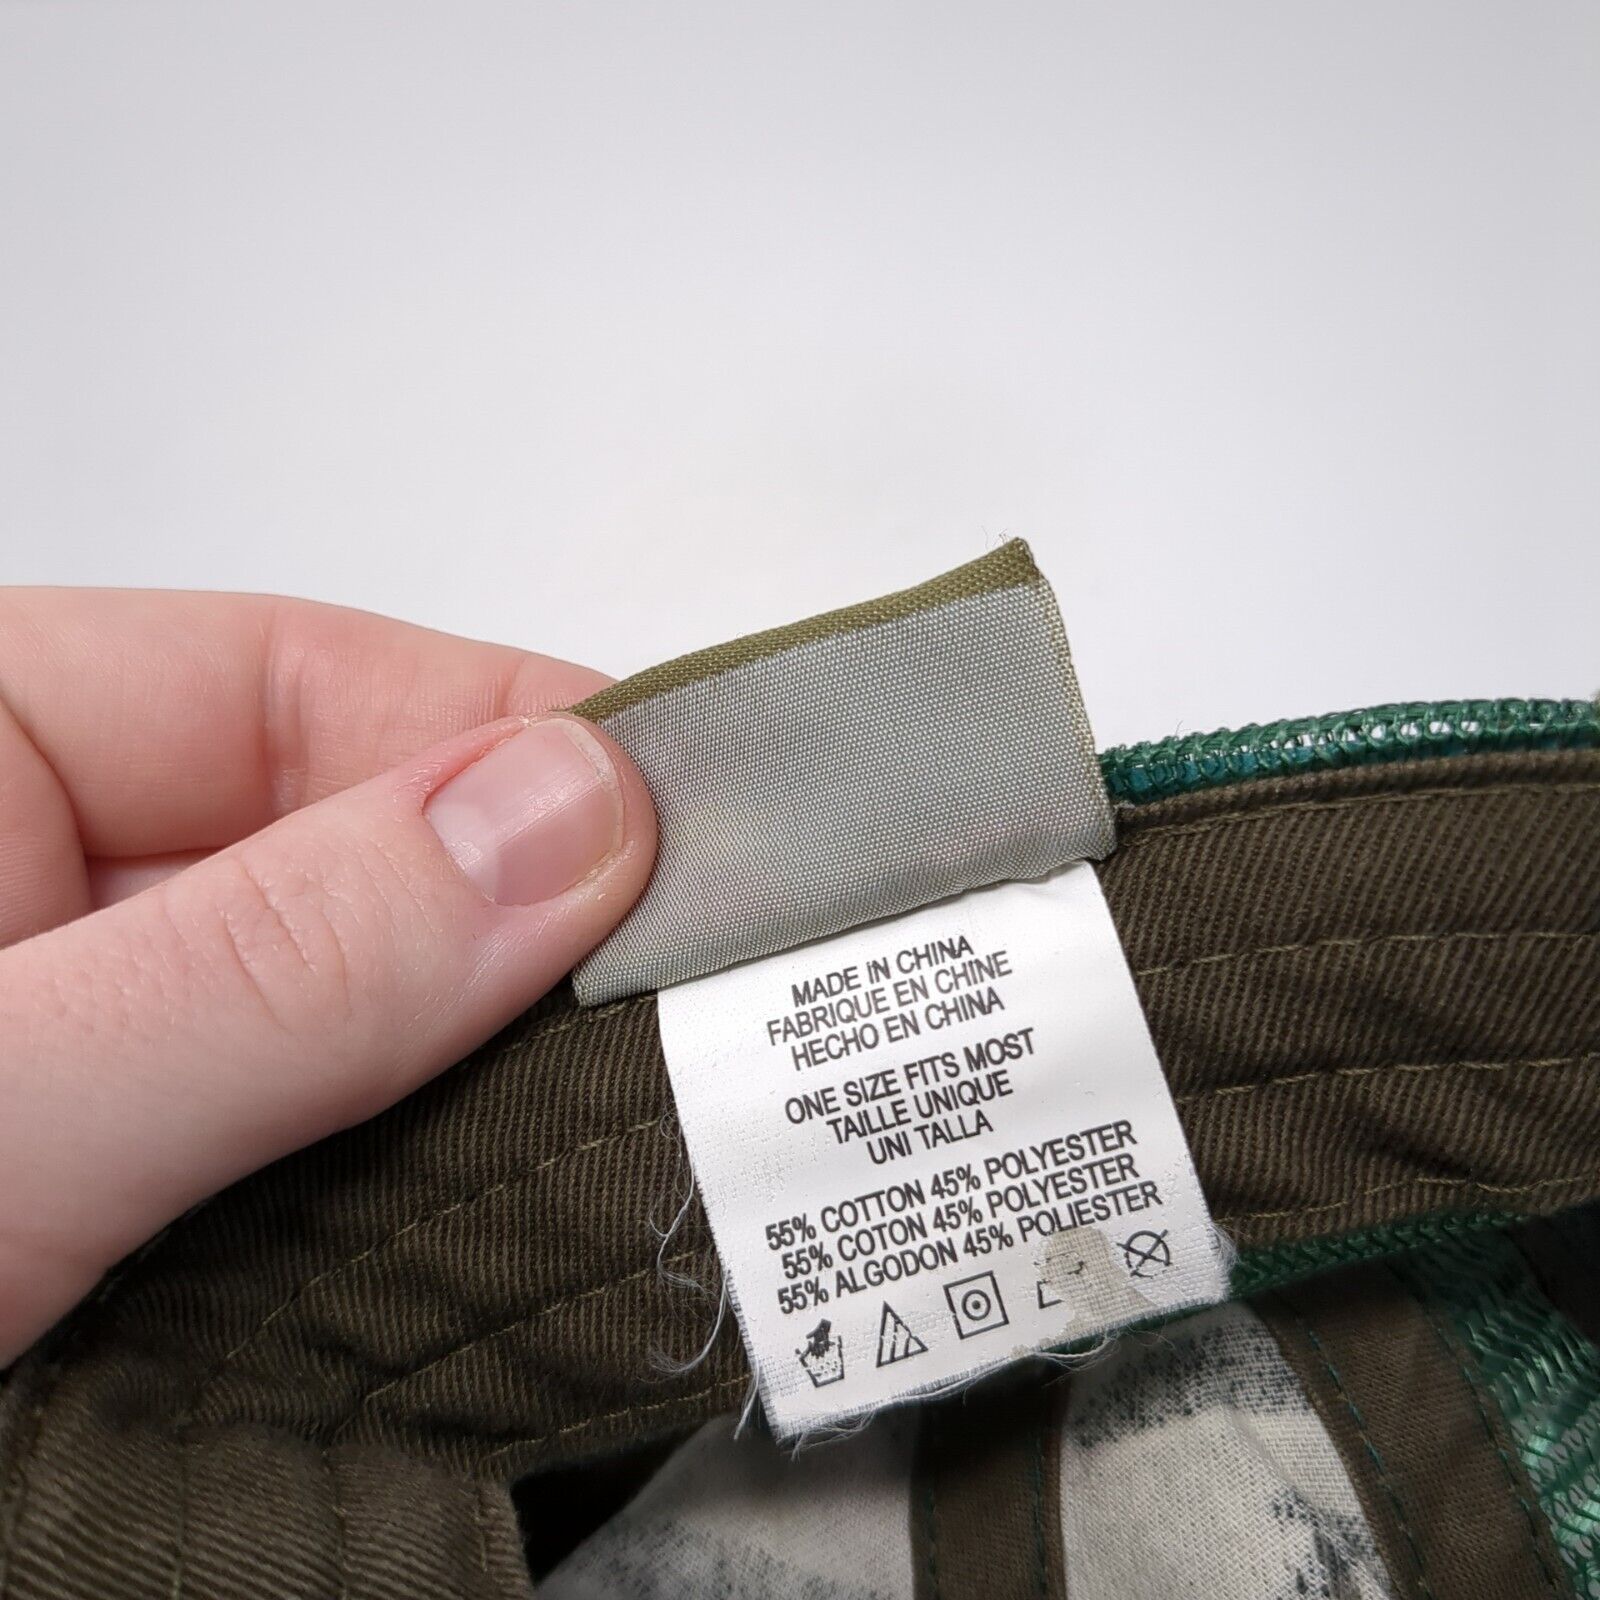 MADE iN CHINA
FABRIQUE EN CHINE
HECHO EN CHINA
ONE SIZE FITS MOST
TAILLE UNIQUE
UNI TALLA
55% COTTON 45% POLYESTER
55% COTON 45% POLYESTER
55% ALGODON 45% POLIESTER